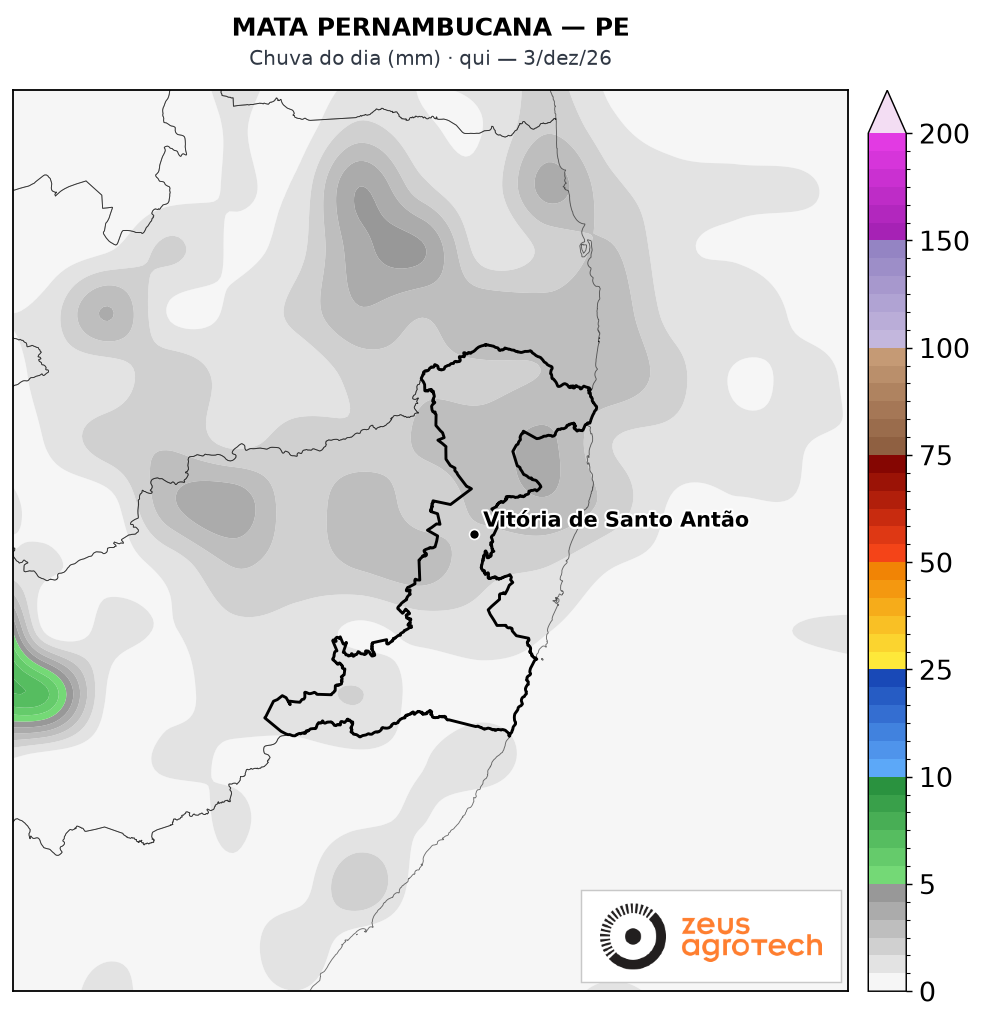 MATA PERNAMBUCANA — PE
Chuva do dia (mm) · qui — 3/dez/26
200
150
100
75
50
25
10
5
0
Vitória de Santo Antão
zeus
agrotech